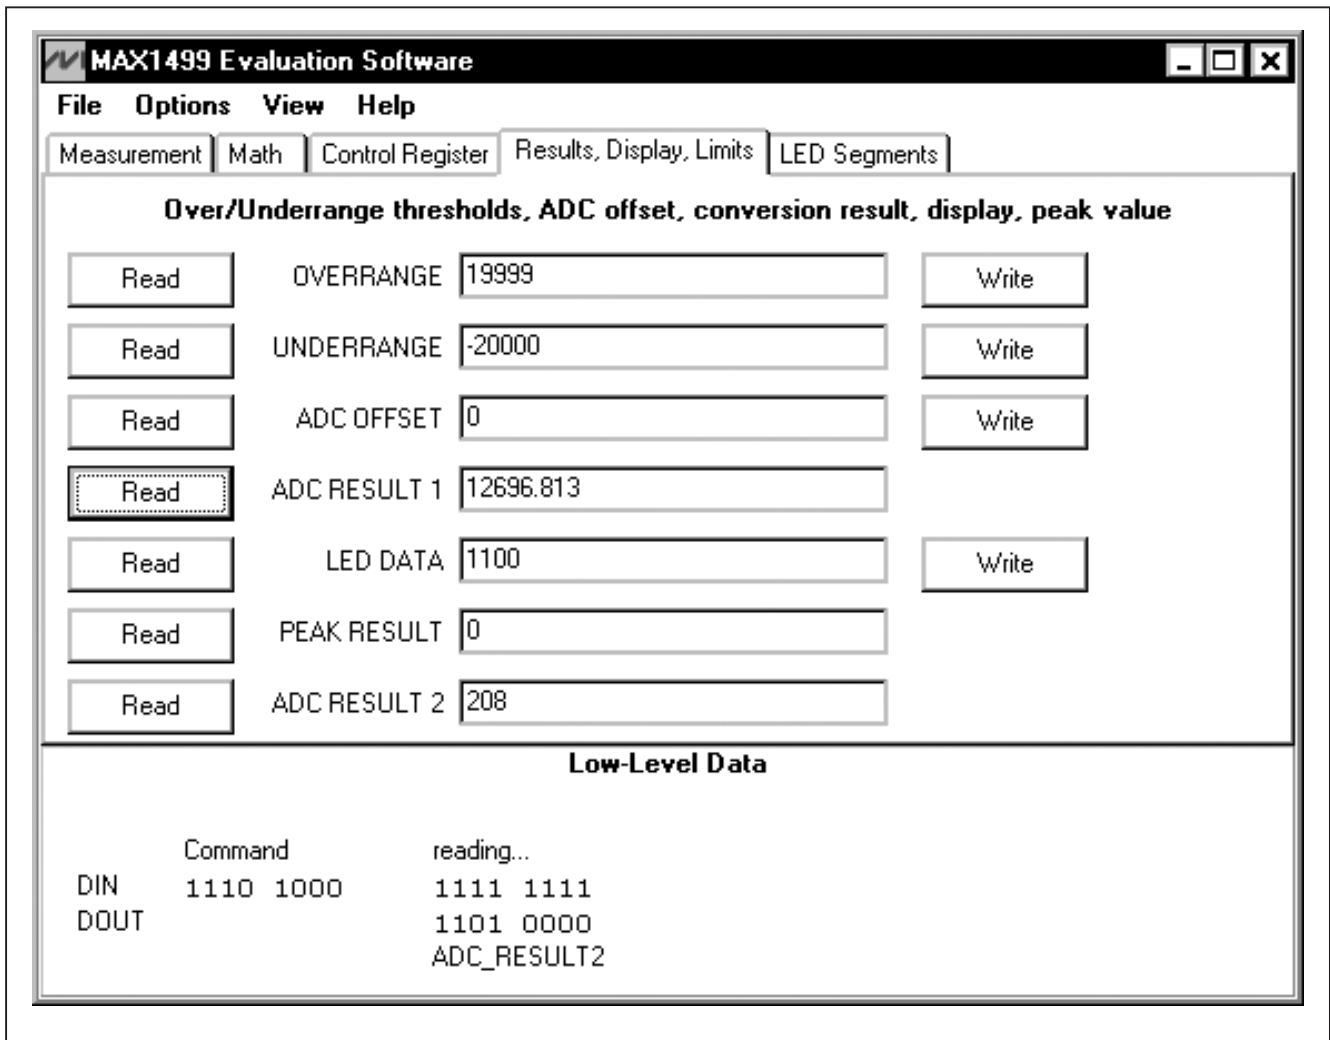 MAX1499 Evaluation Software
File Options View Help
Measurement Math Control Register Results, Display, Limits LED Segments
Over/Underrange thresholds, ADC offset, conversion result, display, peak value
Read OVERRANGE 19999 Write
Read UNDERRANGE -20000 Write
Read ADC OFFSET 0 Write
Read ADC RESULT 1 12696.813
Read LED DATA 1100 Write
Read PEAK RESULT 0
Read ADC RESULT 2 208
Low-Level Data
Command reading...
DIN 1110 1000 1111 1111
DOUT 1101 0000
ADC_RESULT2